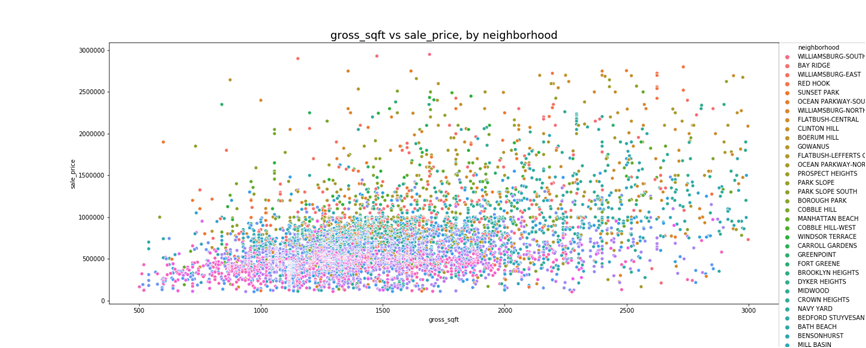 gross_sqft vs sale_price, by neighborhood
3000000
2500000
2000000
1500000
1000000
500000
0
sale_price
500
1000
1500
2000
2500
3000
gross_sqft
neighborhood
WILLIAMSBURG-SOUTH
BAY RIDGE
WILLIAMSBURG-EAST
RED HOOK
SUNSET PARK
OCEAN PARKWAY-SOU
WILLIAMSBURG-NORTH
FLATBUSH-CENTRAL
CLINTON HILL
BOERUM HILL
GOWANUS
FLATBUSH-LEFFERTS G
OCEAN PARKWAY-NOR
PROSPECT HEIGHTS
PARK SLOPE
PARK SLOPE SOUTH
BOROUGH PARK
COBBLE HILL
MANHATTAN BEACH
COBBLE HILL-WEST
WINDSOR TERRACE
CARROLL GARDENS
GREENPOINT
FORT GREENE
BROOKLYN HEIGHTS
DYKER HEIGHTS
MIDWOOD
CROWN HEIGHTS
NAVY YARD
BEDFORD STUYVESAN
BATH BEACH
BENSONHURST
MILL BASIN